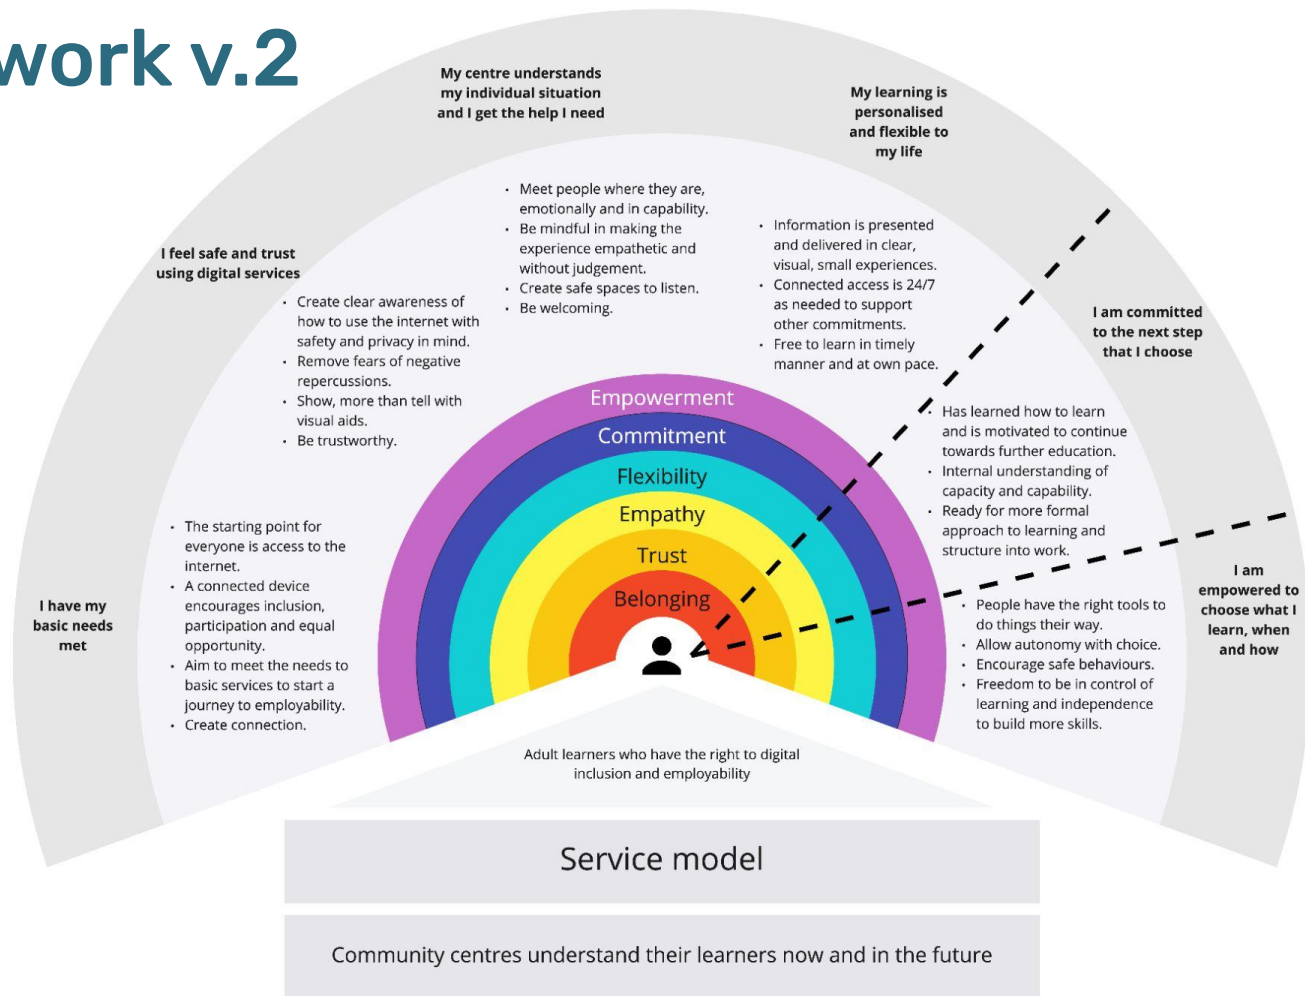 work v.2
My centre understands
my individual situation
and I get the help I need
My learning is
personalised
and flexible to
my life
I feel safe and trust
using digital services
I am committed
to the next step
that I choose
I have my
basic needs
met
I am
empowered to
choose what I
learn, when
and how
• The starting point for
everyone is access to the
internet.
• A connected device
encourages inclusion,
participation and equal
opportunity.
• Aim to meet the needs to
basic services to start a
journey to employability.
• Create connection.
• Create clear awareness of
how to use the internet with
safety and privacy in mind.
• Remove fears of negative
repercussions.
• Show, more than tell with
visual aids.
• Be trustworthy.
• Meet people where they are,
emotionally and in capability.
• Be mindful in making the
experience empathetic and
without judgement.
• Create safe spaces to listen.
• Be welcoming.
• Information is presented
and delivered in clear,
visual, small experiences.
• Connected access is 24/7
as needed to support
other commitments.
• Free to learn in timely
manner and at own pace.
• Has learned how to learn
and is motivated to continue
towards further education.
• Internal understanding of
capacity and capability.
• Ready for more formal
approach to learning and
structure into work.
• People have the right tools to
do things their way.
• Allow autonomy with choice.
• Encourage safe behaviours.
• Freedom to be in control of
learning and independence
to build more skills.
Empowerment
Commitment
Flexibility
Empathy
Trust
Belonging
Adult learners who have the right to digital
inclusion and employability
Service model
Community centres understand their learners now and in the future